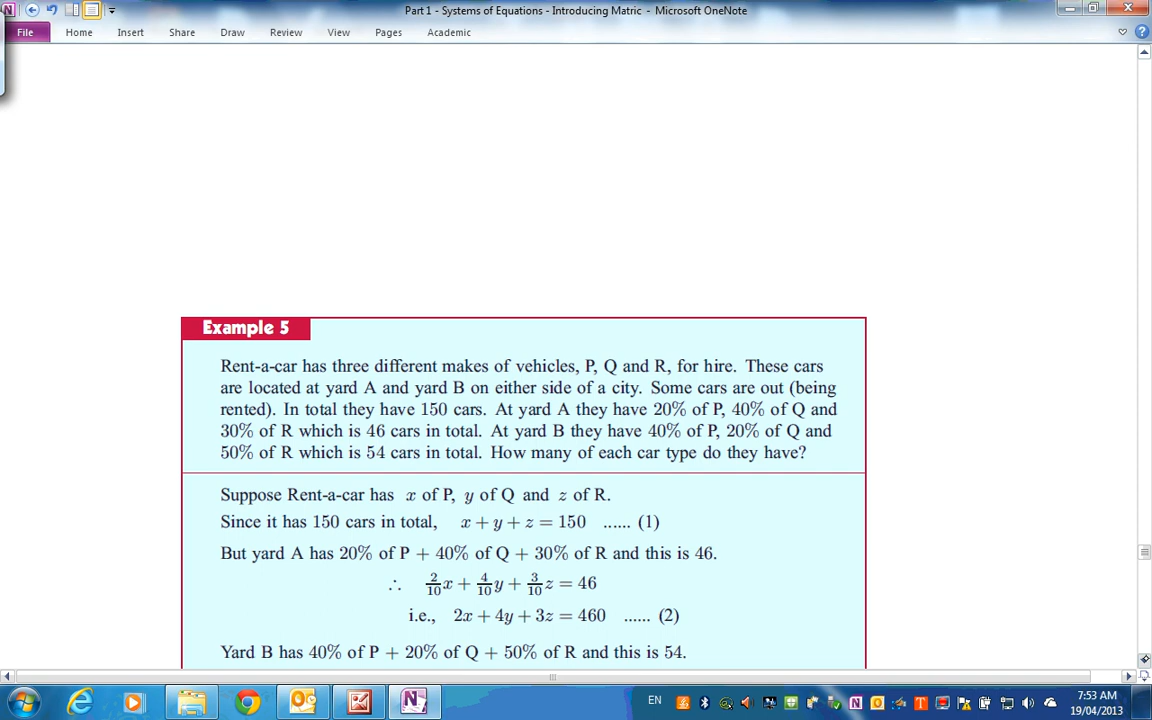 Part 1 - Systems of Equations - Introducing Matric - Microsoft OneNote
File Home Insert Share Draw Review View Pages Academic
Example 5
Rent-a-car has three different makes of vehicles, P, Q and R, for hire. These cars
are located at yard A and yard B on either side of a city. Some cars are out (being
rented). In total they have 150 cars. At yard A they have 20% of P, 40% of Q and
30% of R which is 46 cars in total. At yard B they have 40% of P, 20% of Q and
50% of R which is 54 cars in total. How many of each car type do they have?
Suppose Rent-a-car has x of P, y of Q and z of R.
Since it has 150 cars in total, x + y + z = 150 ...... (1)
But yard A has 20% of P + 40% of Q + 30% of R and this is 46.
∴ 2/10 x + 4/10 y + 3/10 z = 46
i.e., 2x + 4y + 3z = 460 ...... (2)
Yard B has 40% of P + 20% of Q + 50% of R and this is 54.
EN
7:53 AM
19/04/2013